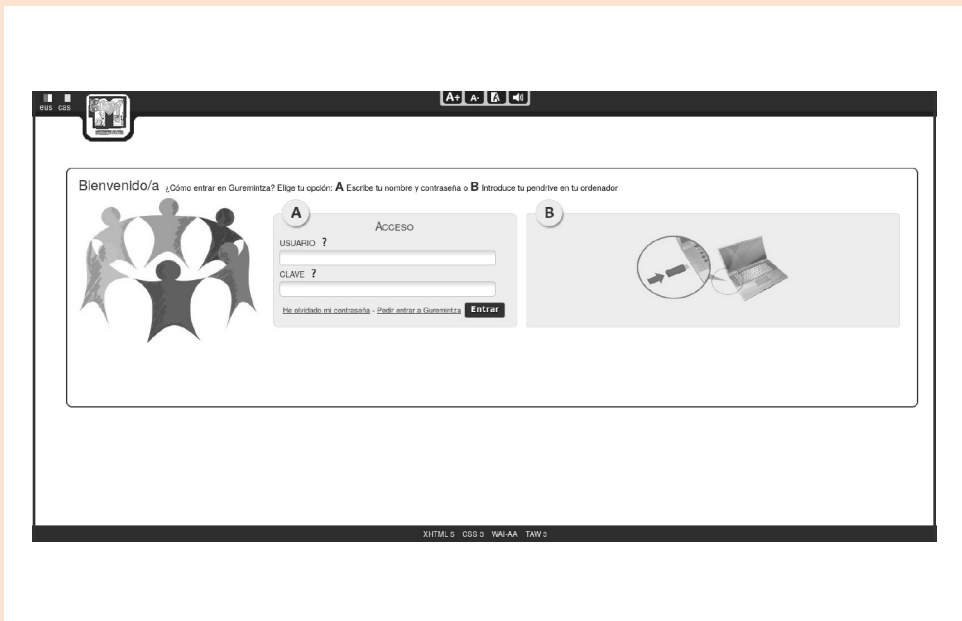 eus cas
A+ A-
M
Bienvenido/a ¿Cómo entrar en Guremintza? Elige tu opción: A Escribe tu nombre y contraseña o B Introduce tu pendrive en tu ordenador
A
ACCESO
USUARIO ?
CLAVE ?
He olvidado mi contraseña - Pedir entrar a Guremintza Entrar
B
XHTML 5 CSS 3 WAI-AA TAW 3